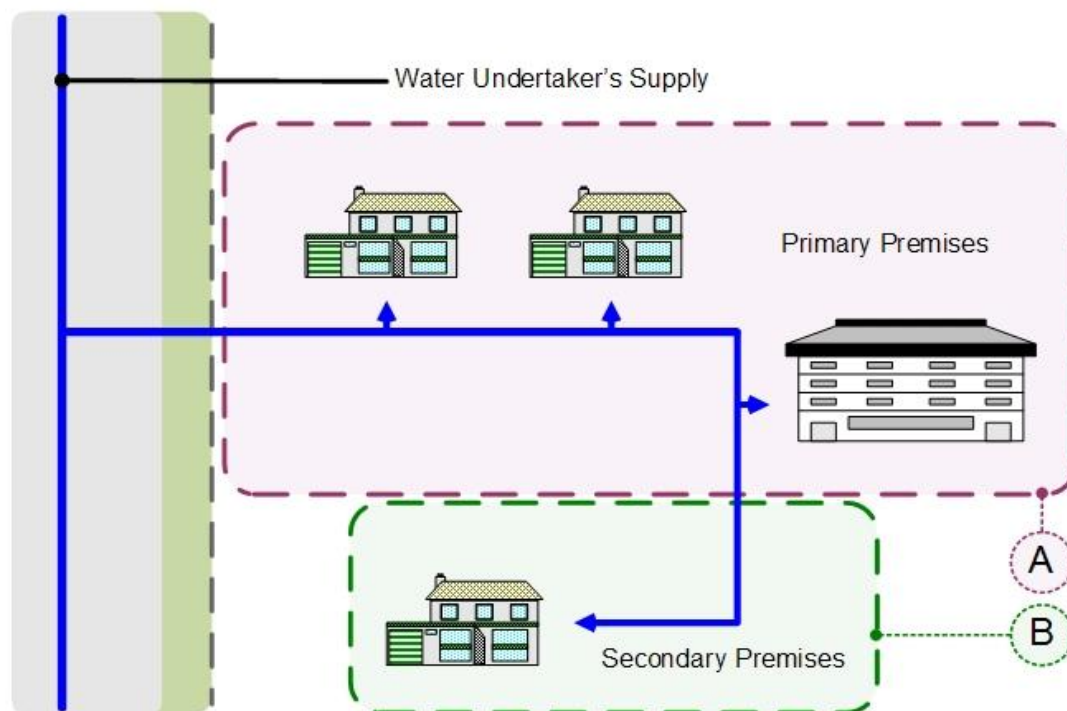 Water Undertaker's Supply
Primary Premises
A
B
Secondary Premises